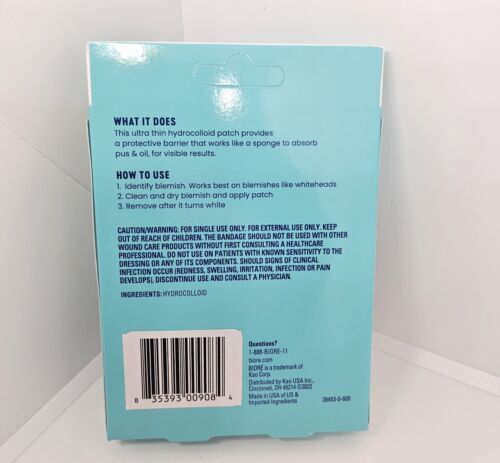 WHAT IT DOES
This ultra thin hydrocolloid patch provides
a protective barrier that works like a sponge to absorb
pus & oil, for visible results.
HOW TO USE
1. Identify blemish. Works best on blemishes like whiteheads
2. Clean and dry blemish and apply patch
3. Remove after it turns white
CAUTION/WARNING: FOR SINGLE USE ONLY. FOR EXTERNAL USE ONLY. KEEP
OUT OF REACH OF CHILDREN. THE BANDAGE SHOULD NOT BE USED WITH OTHER
WOUND CARE PRODUCTS WITHOUT FIRST CONSULTING A HEALTHCARE
PROFESSIONAL. DO NOT USE ON PATIENTS WITH KNOWN SENSITIVITY TO THE
DRESSING OR ANY OF ITS COMPONENTS. SHOULD SIGNS OF CLINICAL
INFECTION OCCUR (REDNESS, SWELLING, IRRITATION, INFECTION OR PAIN
DEVELOPS), DISCONTINUE USE AND CONSULT A PHYSICIAN.
INGREDIENTS: HYDROCOLLOID
8 35393 00908 4
Questions?
1-888-BIORE-11
biore.com
BIORÉ is a trademark of
Kao Corp.
Distributed by Kao USA Inc.,
Cincinnati, OH 45214 ©2022
Made in USA of US &
Imported Ingredients
28453-0-600